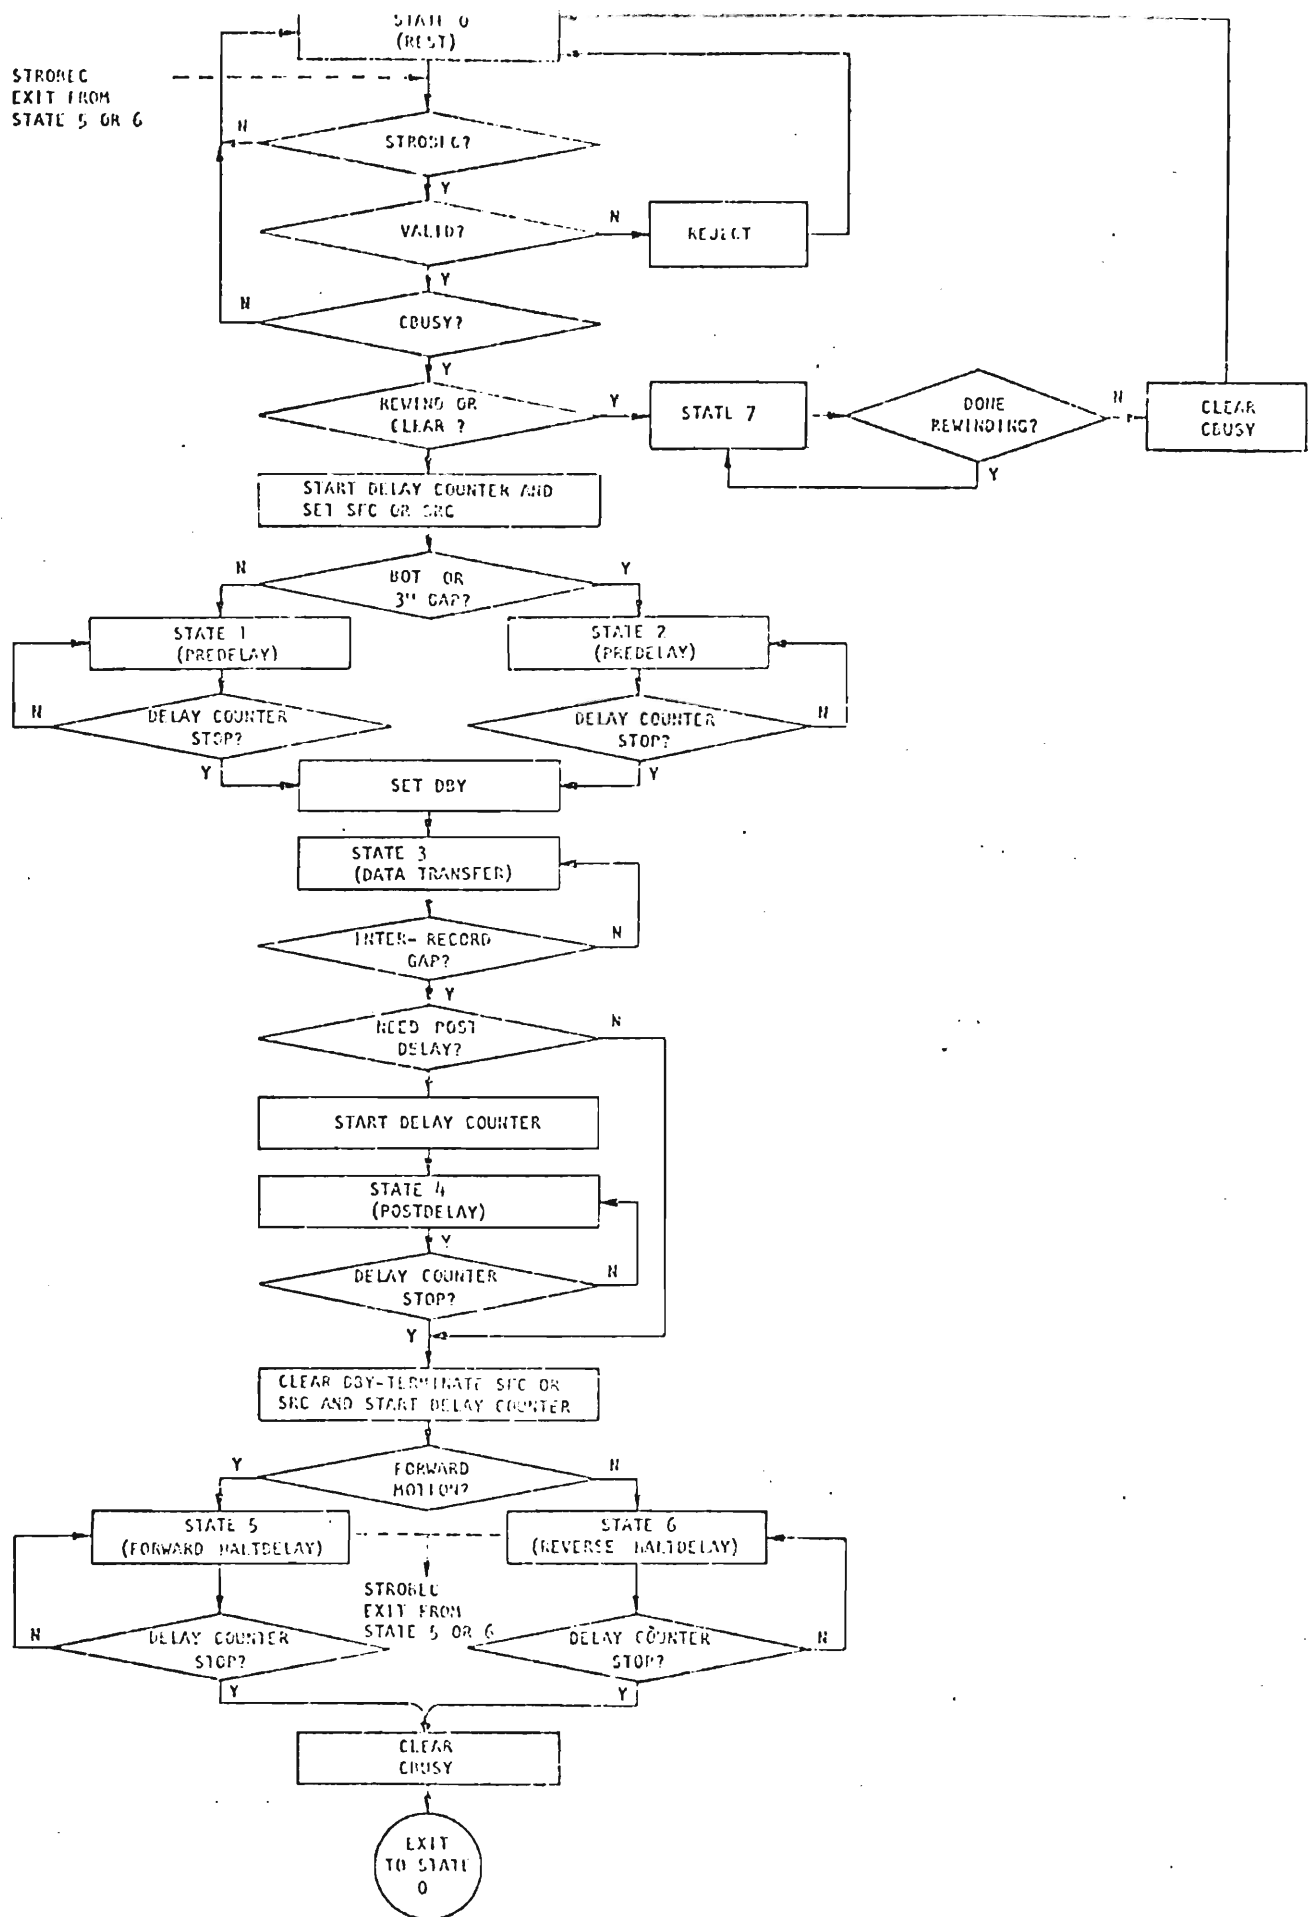 STATE 0
(REST)
STROBEC
EXIT FROM
STATE 5 OR 6
N
STROBEC?
Y
VALID?
N
REJECT
Y
N
CBUSY?
Y
REWIND OR
CLEAR ?
Y
STATE 7
DONE
REWINDING?
N
CLEAR
CBUSY
Y
START DELAY COUNTER AND
SET SFC OR SRC
N
BOT OR
3" GAP?
Y
STATE 1
(PREDELAY)
STATE 2
(PREDELAY)
N
DELAY COUNTER
STOP?
DELAY COUNTER
STOP?
N
Y
Y
SET DBY
STATE 3
(DATA TRANSFER)
INTER-RECORD
GAP?
N
Y
NEED POST
DELAY?
N
START DELAY COUNTER
STATE 4
(POSTDELAY)
Y
DELAY COUNTER
STOP?
N
Y
CLEAR DBY-TERMINATE SFC OR
SRC AND START DELAY COUNTER
Y
FORWARD
MOTION?
N
STATE 5
(FORWARD HALTDELAY)
STATE 6
(REVERSE HALTDELAY)
STROBEC
EXIT FROM
STATE 5 OR 6
N
DELAY COUNTER
STOP?
DELAY COUNTER
STOP?
N
Y
Y
CLEAR
CBUSY
EXIT
TO STATE
0